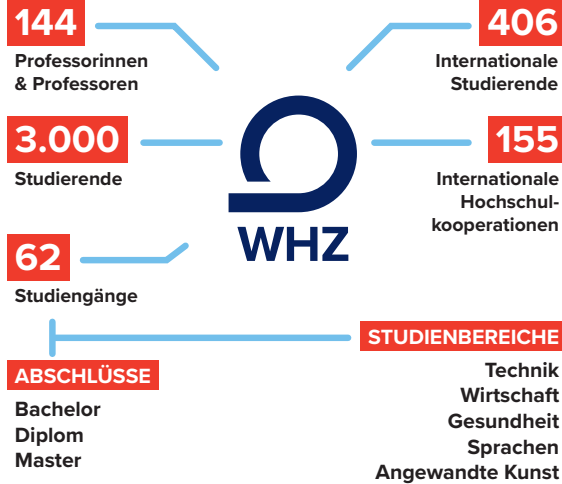 144
Professorinnen
& Professoren
406
Internationale
Studierende
3.000
Studierende
155
Internationale
Hochschul-
kooperationen
WHZ
62
Studiengänge
ABSCHLÜSSE
Bachelor
Diplom
Master
STUDIENBEREICHE
Technik
Wirtschaft
Gesundheit
Sprachen
Angewandte Kunst